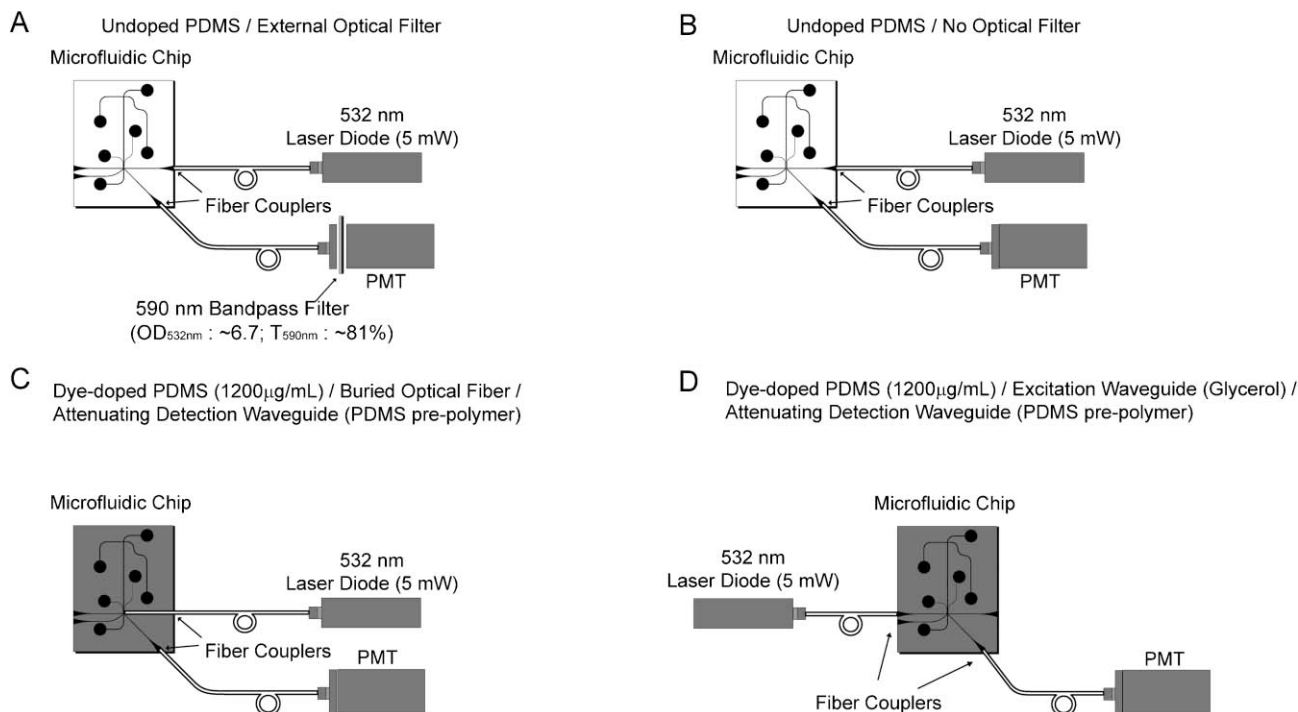 A
Undoped PDMS / External Optical Filter
Microfluidic Chip
532 nm
Laser Diode (5 mW)
Fiber Couplers
PMT
590 nm Bandpass Filter
(OD532nm : ~6.7; T590nm : ~81%)
B
Undoped PDMS / No Optical Filter
Microfluidic Chip
532 nm
Laser Diode (5 mW)
Fiber Couplers
PMT
C
Dye-doped PDMS (1200μg/mL) / Buried Optical Fiber /
Attenuating Detection Waveguide (PDMS pre-polymer)
Microfluidic Chip
532 nm
Laser Diode (5 mW)
Fiber Couplers
PMT
D
Dye-doped PDMS (1200μg/mL) / Excitation Waveguide (Glycerol) /
Attenuating Detection Waveguide (PDMS pre-polymer)
Microfluidic Chip
532 nm
Laser Diode (5 mW)
Fiber Couplers
PMT